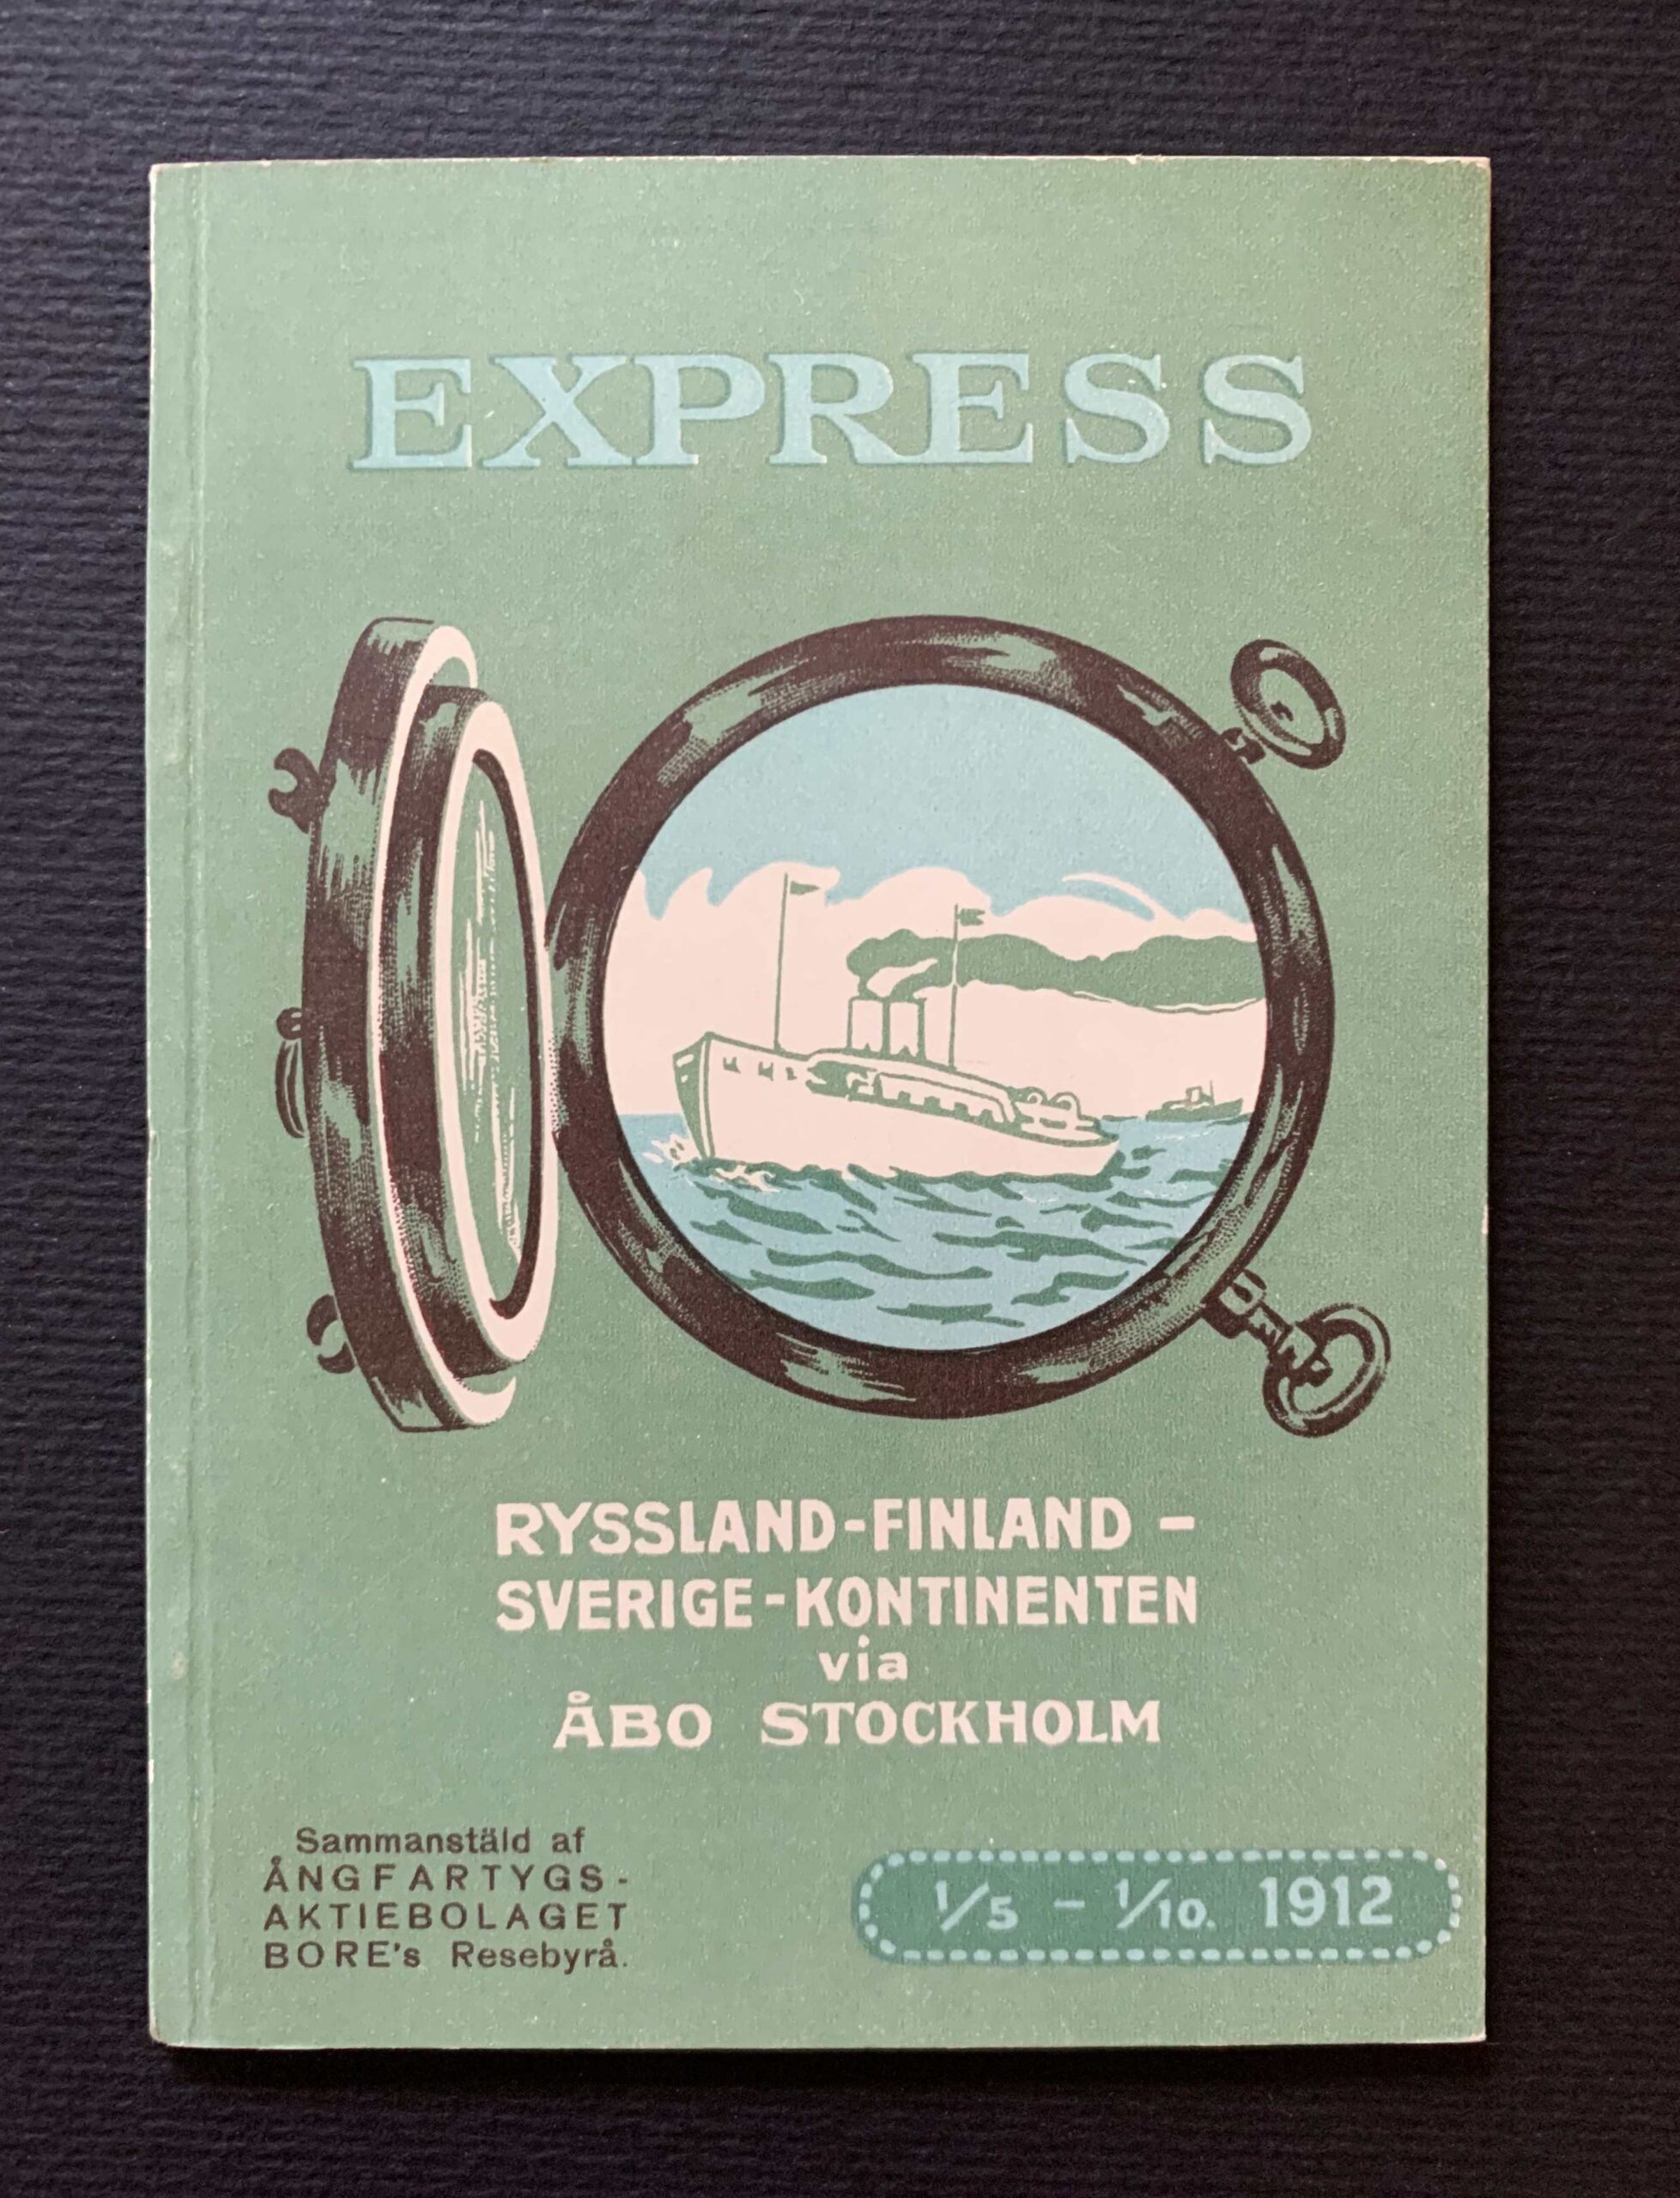 EXPRESS
RYSSLAND-FINLAND -
SVERIGE-KONTINENTEN
via
ÅBO STOCKHOLM
Sammanstäld af
ÅNGFARTYGS-
AKTIEBOLAGET
BORE's Resebyrå.
1/5 - 1/10. 1912